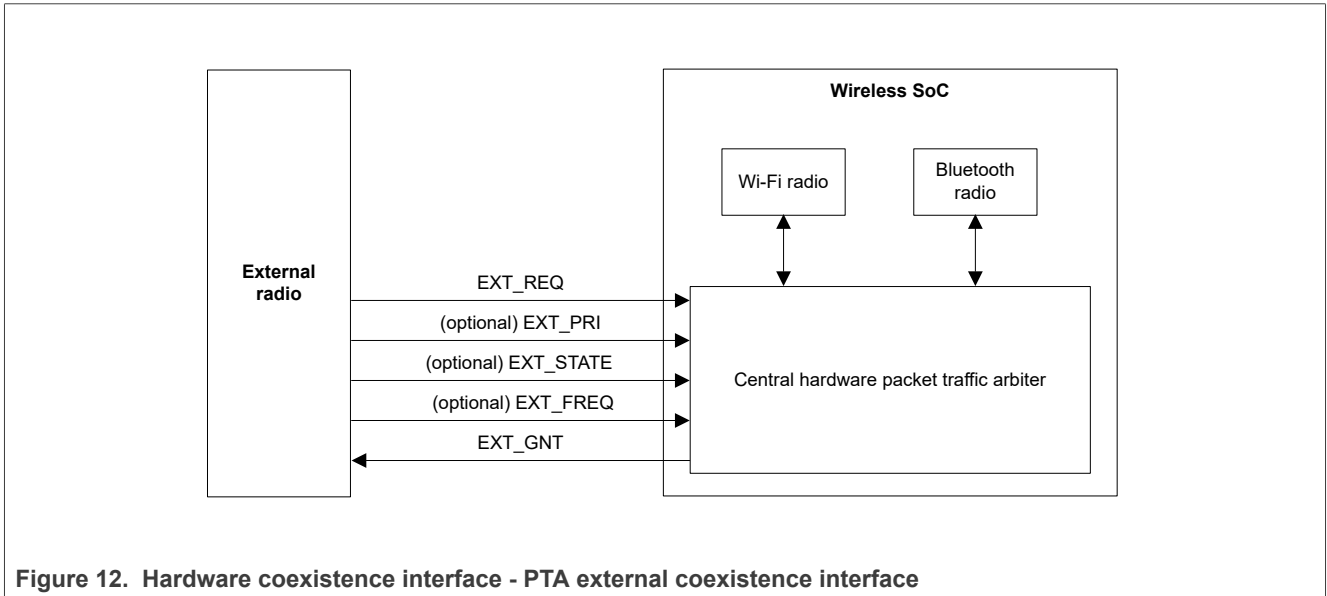 Wireless SoC
Wi-Fi radio
Bluetooth
radio
External
radio
EXT_REQ
(optional) EXT_PRI
(optional) EXT_STATE
(optional) EXT_FREQ
EXT_GNT
Central hardware packet traffic arbiter
Figure 12. Hardware coexistence interface - PTA external coexistence interface